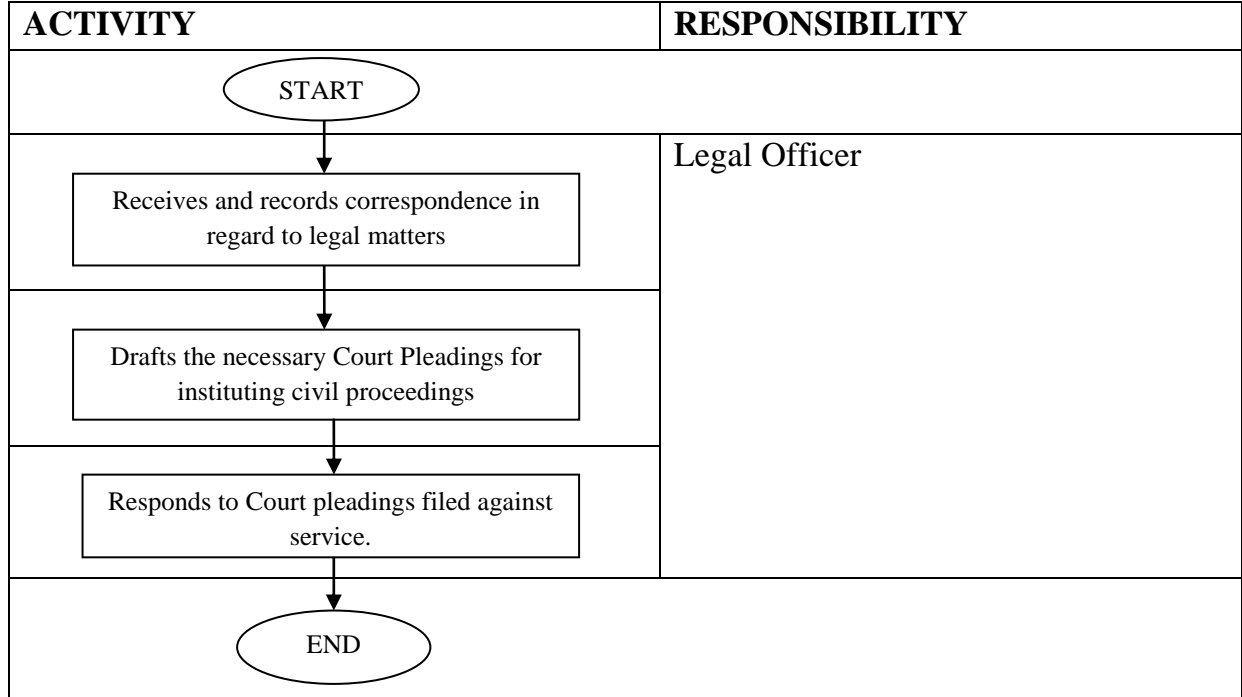 ACTIVITY
RESPONSIBILITY
START
Legal Officer
Receives and records correspondence in
regard to legal matters
Drafts the necessary Court Pleadings for
instituting civil proceedings
Responds to Court pleadings filed against
service.
END